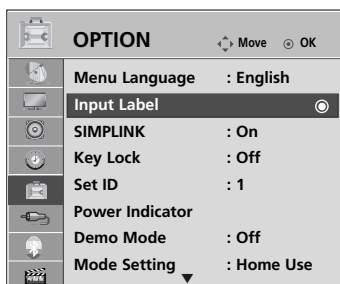 OPTION Move OK
Menu Language : English
Input Label
SIMPLINK : On
Key Lock : Off
Set ID : 1
Power Indicator
Demo Mode : Off
Mode Setting : Home Use